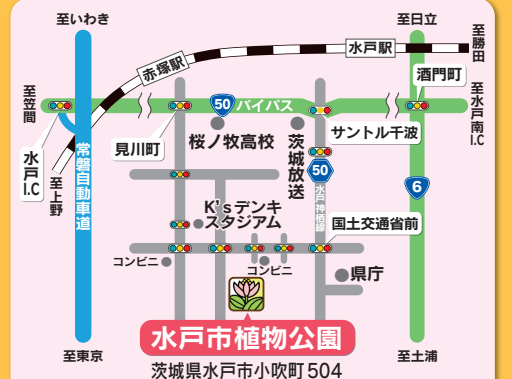 至いわき
至日立
至勝田
水戸駅
赤塚駅
酒門町
至笠間
50
バイパス
至水戸南I.C
サントル千波
見川町
桜ノ牧高校
茨城放送
水戸I.C
常磐自動車道
至上野
50
6
水戸神栖線
K'sデンキ
スタジアム
国土交通省前
コンビニ
コンビニ
県庁
水戸市植物公園
至東京
至土浦
茨城県水戸市小吹町504